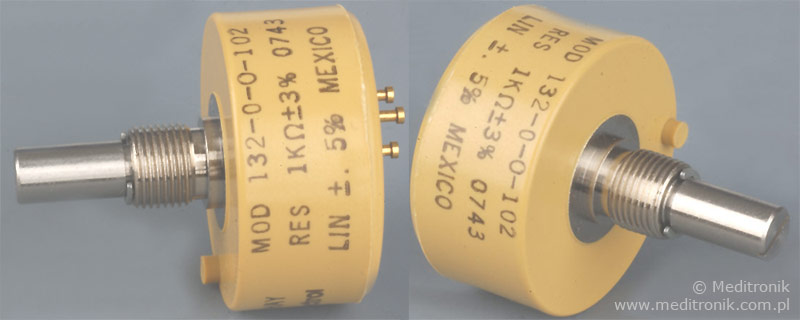 MOD 132-0-0-102
RES 1KΩ±3% 0743
LIN ±.5% MEXICO
MOD 132-0-0-102
RES 1KΩ±3% 0743
LIN ±.5% MEXICO
© Meditronik
www.meditronik.com.pl